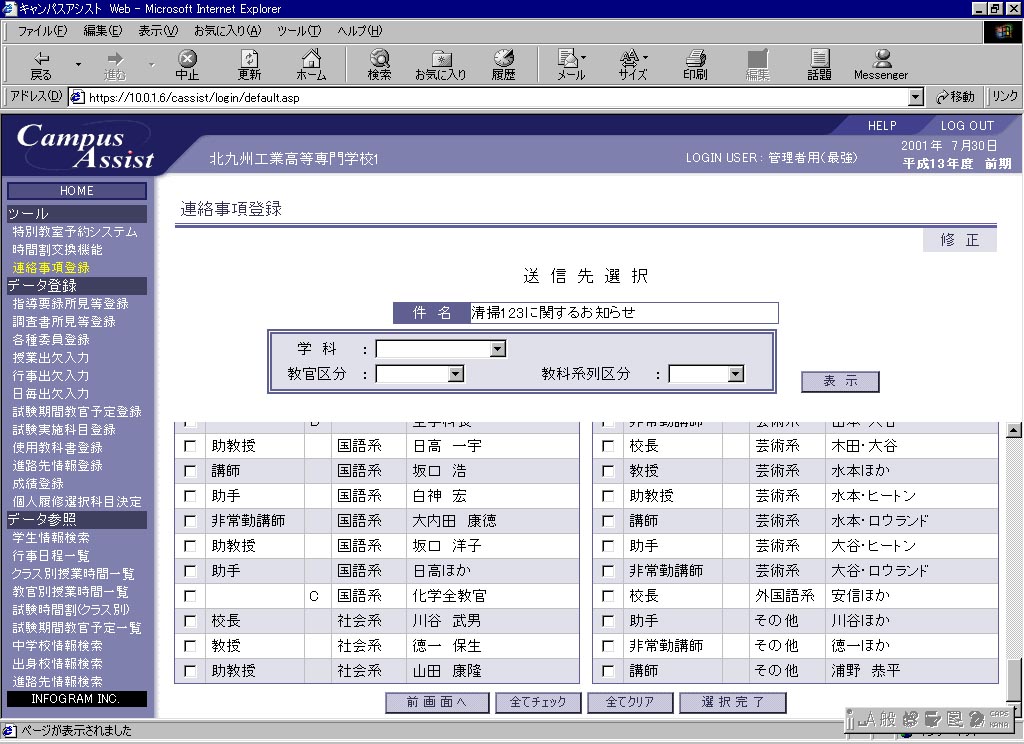 キャンパスアシスト Web - Microsoft Internet Explorer
ファイル(F) 編集(E) 表示(V) お気に入り(A) ツール(T) ヘルプ(H)
戻る 進む 中止 更新 ホーム 検索 お気に入り 履歴 メール サイズ 印刷 編集 話題 Messenger
アドレス(D) https://10.0.1.6/cassist/login/default.asp 移動 リンク
Campus Assist
HELP LOG OUT
北九州工業高等専門学校1
LOGIN USER : 管理者用(最強)
2001年 7月30日
平成13年度 前期
HOME
ツール
特別教室予約システム
時間割交換機能
連絡事項登録
データ登録
指導要録所見等登録
調査書所見等登録
各種委員登録
授業出欠入力
行事出欠入力
日毎出欠入力
試験期間教官予定登録
試験実施科目登録
使用教科書登録
進路先情報登録
成績登録
個人履修選択科目決定
データ参照
学生情報検索
行事日程一覧
クラス別授業時間一覧
教官別授業時間一覧
試験時間割(クラス別)
試験期間教官予定一覧
中学校情報検索
出身校情報検索
進路先情報検索
INFOGRAM INC.
連絡事項登録
修 正
送 信 先 選 択
件 名 清掃123に関するお知らせ
学 科 :
教官区分 : 教科系列区分 :
表 示
助教授 国語系 日高 一宇
講師 国語系 坂口 浩
助手 国語系 白神 宏
非常勤講師 国語系 大内田 康徳
助教授 国語系 坂口 洋子
助手 国語系 日高ほか
C 国語系 化学全教官
校長 社会系 川谷 武男
教授 社会系 徳一 保生
助教授 社会系 山田 康隆
校長 芸術系 木田・大谷
教授 芸術系 水本ほか
助教授 芸術系 水本・ヒートン
講師 芸術系 水本・ロウランド
助手 芸術系 大谷・ヒートン
非常勤講師 芸術系 大谷・ロウランド
校長 外国語系 安信ほか
助手 その他 川谷ほか
非常勤講師 その他 徳一ほか
講師 その他 浦野 恭平
前 画 面 へ 全てチェック 全てクリア 選 択 完 了
ページが表示されました
A 般 CAPS KANA